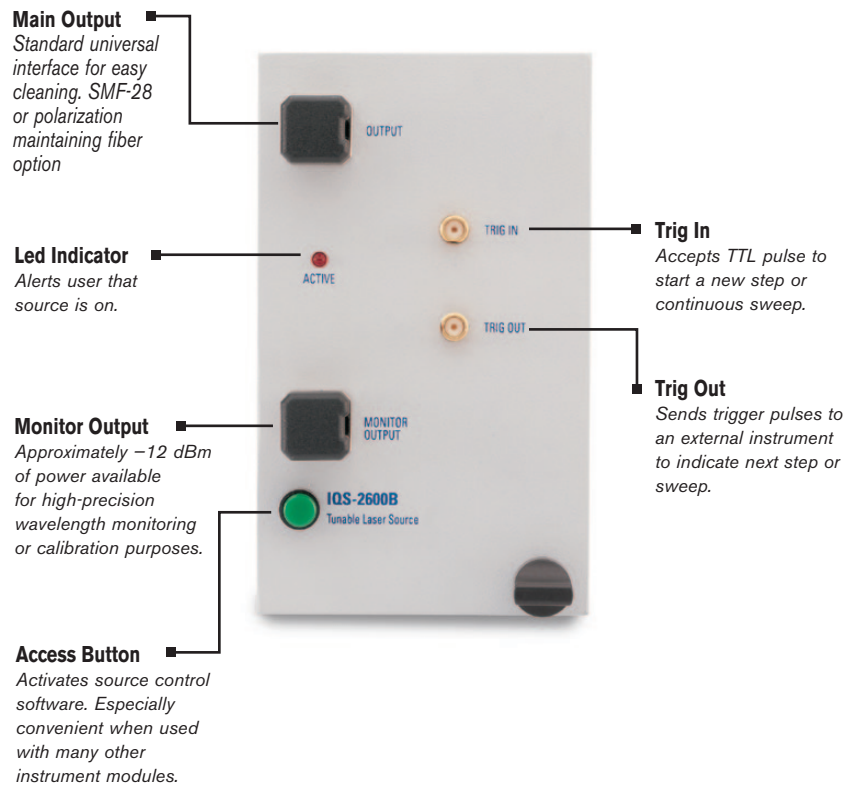 Main Output
Standard universal
interface for easy
cleaning. SMF-28
or polarization
maintaining fiber
option
OUTPUT
Led Indicator
Alerts user that
source is on.
ACTIVE
TRIG IN
Trig In
Accepts TTL pulse to
start a new step or
continuous sweep.
TRIG OUT
Trig Out
Sends trigger pulses to
an external instrument
to indicate next step or
sweep.
Monitor Output
Approximately −12 dBm
of power available
for high-precision
wavelength monitoring
or calibration purposes.
MONITOR
OUTPUT
IQS-2600B
Tunable Laser Source
Access Button
Activates source control
software. Especially
convenient when used
with many other
instrument modules.